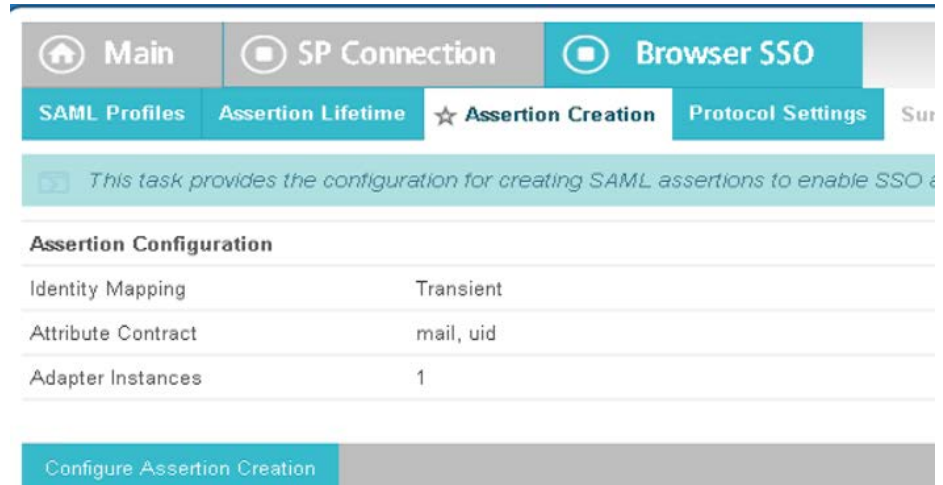 Main SP Connection Browser SSO
SAML Profiles Assertion Lifetime Assertion Creation Protocol Settings
This task provides the configuration for creating SAML assertions to enable SSO
Assertion Configuration
Identity Mapping Transient
Attribute Contract mail, uid
Adapter Instances 1
Configure Assertion Creation